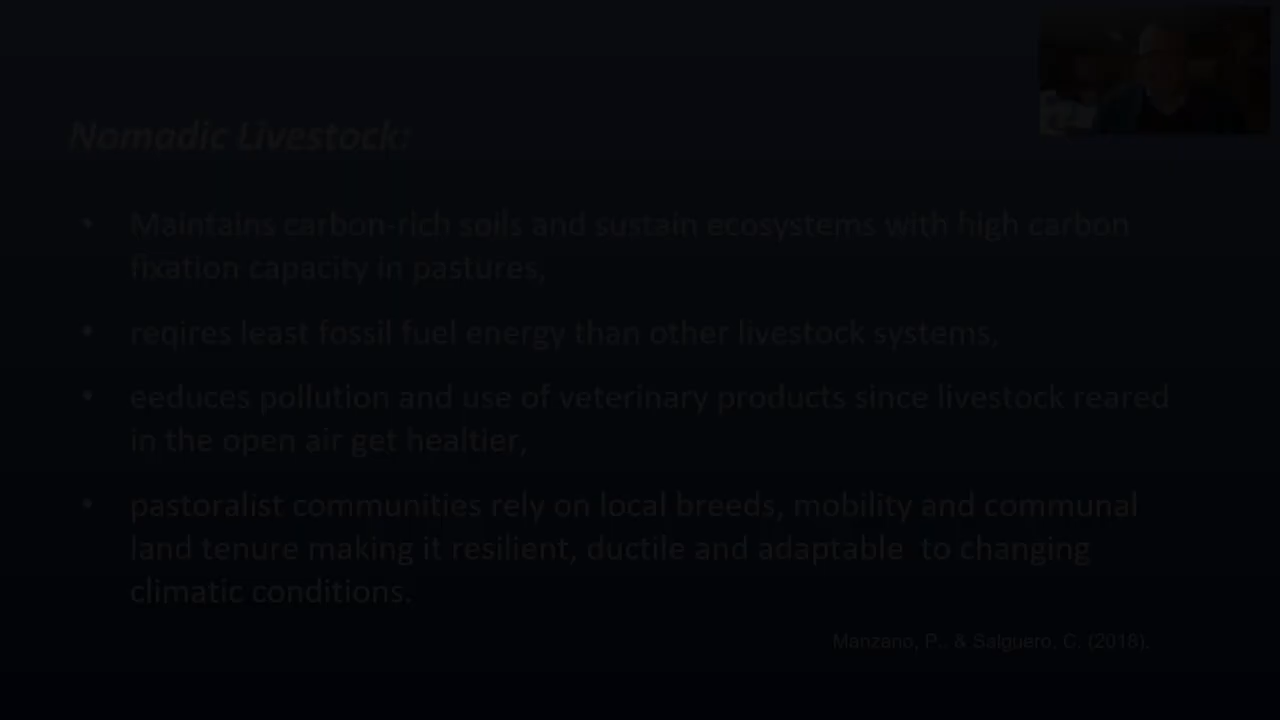 Nomadic Livestock:
• Maintains carbon-rich soils and sustain ecosystems with high carbon
fixation capacity in pastures,
• reqires least fossil fuel energy than other livestock systems,
• eeduces pollution and use of veterinary products since livestock reared
in the open air get healtier,
• pastoralist communities rely on local breeds, mobility and communal
land tenure making it resilient, ductile and adaptable to changing
climatic conditions.
Manzano, P.. & Salguero, C. (2018).